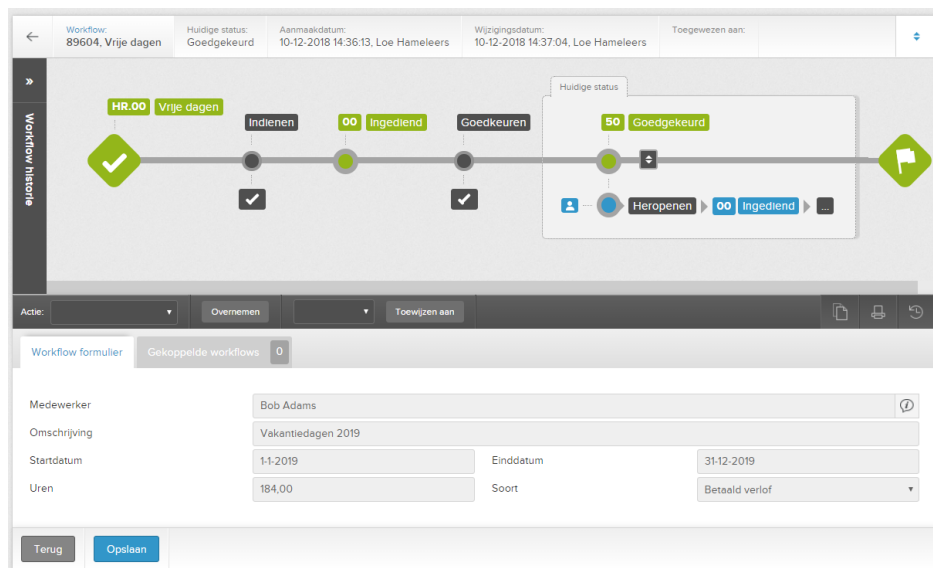 Workflow: Huidige status: Aanmaakdatum: Wijzigingsdatum: Toegewezen aan:
89604, Vrije dagen Goedgekeurd 10-12-2018 14:36:13, Loe Hameleers 10-12-2018 14:37:04, Loe Hameleers
»
Workflow historie
Huidige status
HR.00 Vrije dagen
Indienen 00 Ingediend Goedkeuren 50 Goedgekeurd
Heropenen 00 Ingediend ...
Actie: Overnemen Toewijzen aan
Workflow formulier Gekoppelde workflows 0
Medewerker Bob Adams
Omschrijving Vakantiedagen 2019
Startdatum 1-1-2019 Einddatum 31-12-2019
Uren 184,00 Soort Betaald verlof
Terug Opslaan